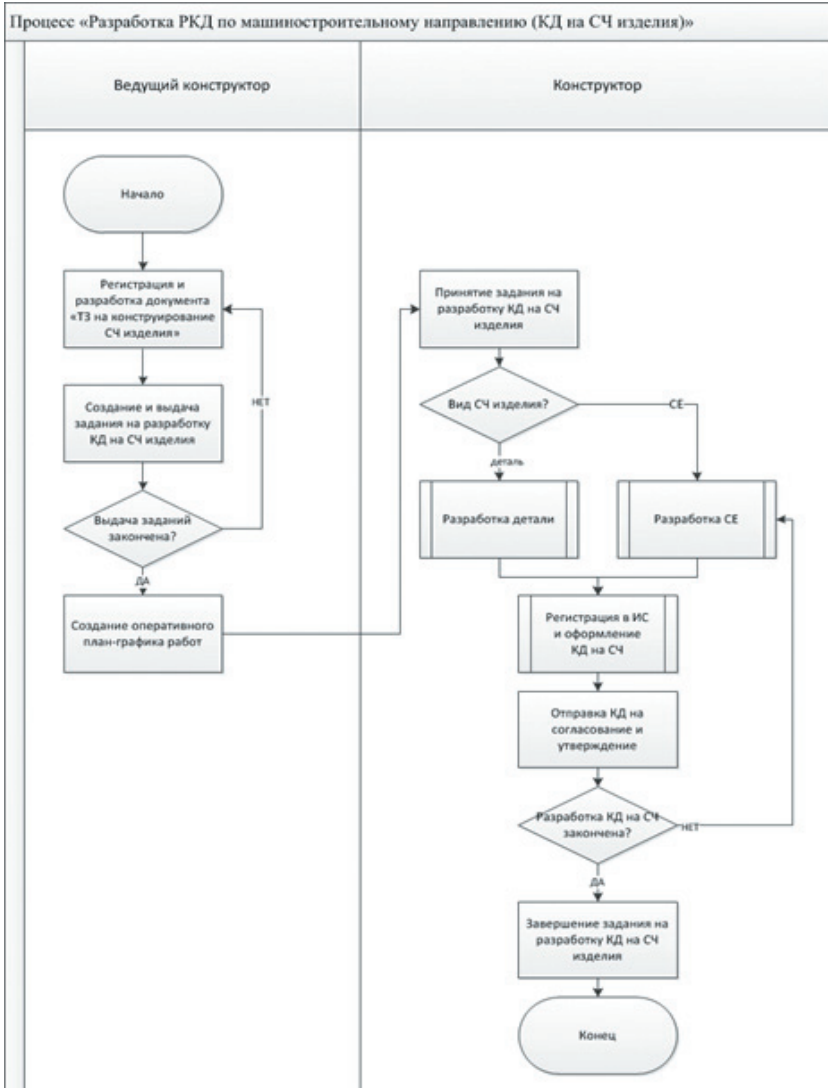 Процесс «Разработка РКД по машиностроительному направлению (КД на СЧ изделия)»
Ведущий конструктор
Конструктор
Начало
Регистрация и
разработка документа
«ТЗ на конструирование
СЧ изделия»
Создание и выдача
задания на разработку
КД на СЧ изделия
НЕТ
Выдача заданий
закончена?
ДА
Создание оперативного
план-графика работ
Принятие задания на
разработку КД на СЧ
изделия
Вид СЧ изделия?
СЕ
деталь
Разработка детали
Разработка СЕ
Регистрация в ИС
и оформление
КД на СЧ
Отправка КД на
согласование и
утверждение
Разработка КД на СЧ
закончена?
НЕТ
ДА
Завершение задания на
разработку КД на СЧ
изделия
Конец